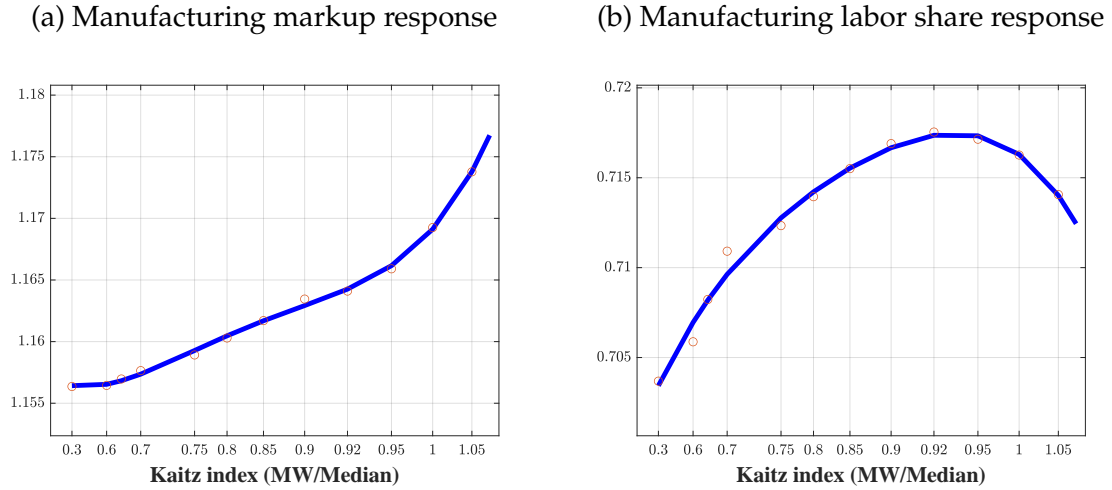 (a) Manufacturing markup response
1.18
1.175
1.17
1.165
1.16
1.155
0.3 0.6 0.7 0.75 0.8 0.85 0.9 0.92 0.95 1 1.05
Kaitz index (MW/Median)
(b) Manufacturing labor share response
0.72
0.715
0.71
0.705
0.3 0.6 0.7 0.75 0.8 0.85 0.9 0.92 0.95 1 1.05
Kaitz index (MW/Median)